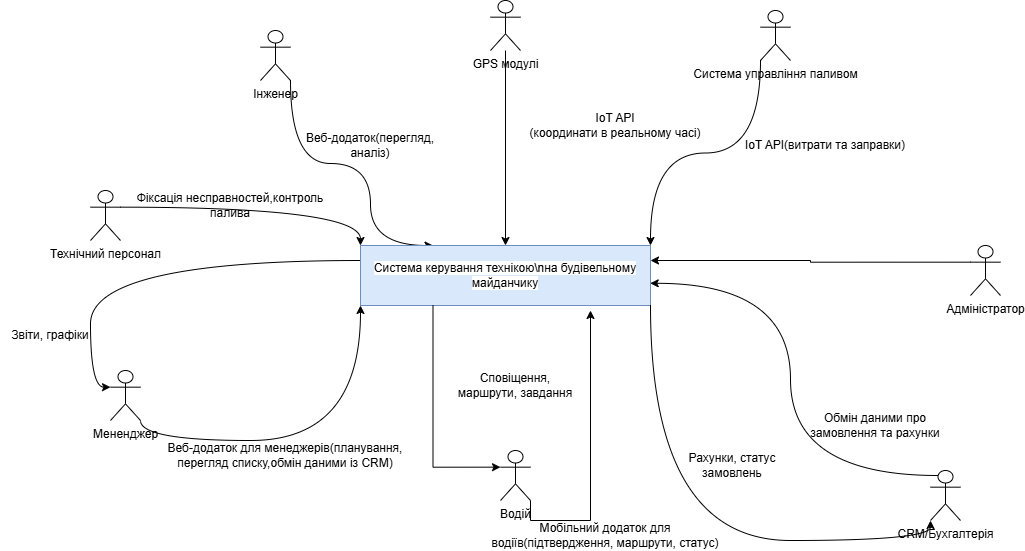 GPS модулі
Система управління паливом
Інженер
IoT API
(координати в реальному часі)
Веб-додаток(перегляд,
аналіз)
IoT API(витрати та заправки)
Фіксація несправностей,контроль
палива
Технічний персонал
Система керування технікою\nна будівельному
майданчику
Адміністратор
Звіти, графіки
Сповіщення,
маршрути, завдання
Мененджер
Обмін даними про
замовлення та рахунки
Веб-додаток для менеджерів(планування,
перегляд списку,обмін даними із CRM)
Рахунки, статус
замовлень
Водій
Мобільний додаток для
водіїв(підтвердження, маршрути, статус)
CRM/Бухгалтерія